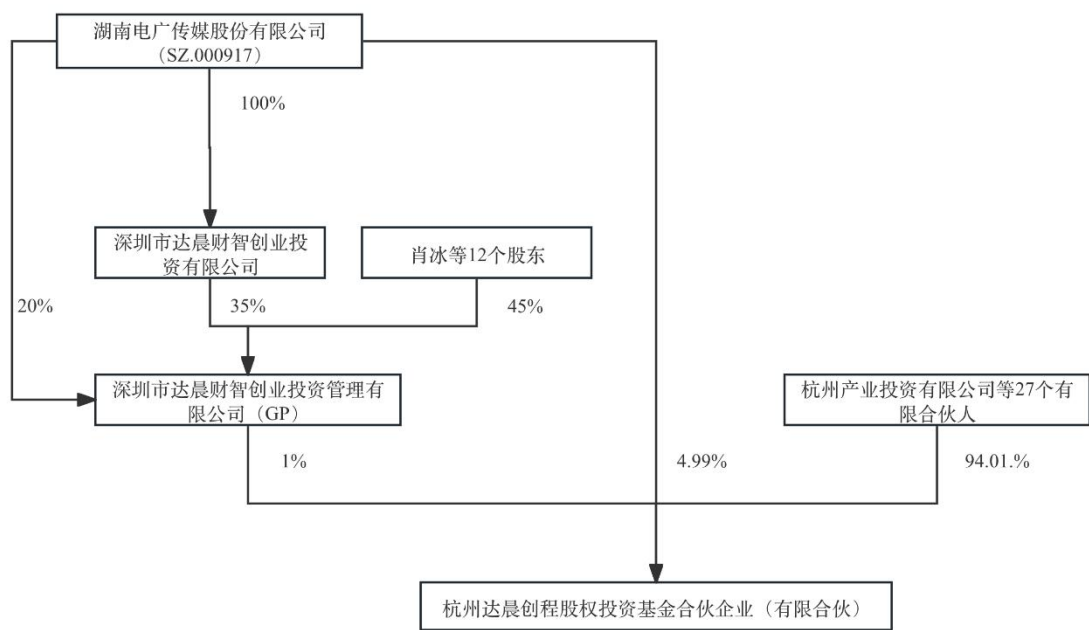 湖南电广传媒股份有限公司
（SZ.000917）
100%
深圳市达晨财智创业投
资有限公司
肖冰等12个股东
20%
35%
45%
深圳市达晨财智创业投资管理有
限公司（GP）
杭州产业投资有限公司等27个有
限合伙人
1%
4.99%
94.01.%
杭州达晨创程股权投资基金合伙企业（有限合伙）